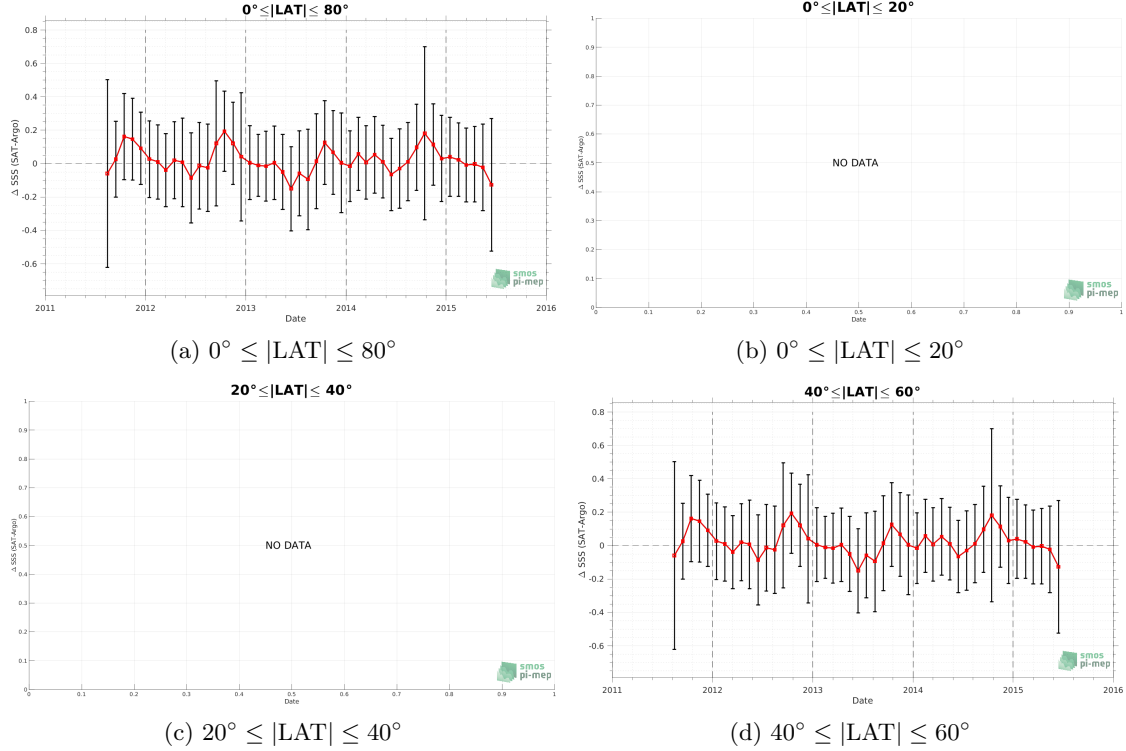 0°≤|LAT|≤ 80°
Δ SSS (SAT-Argo)
0.8
0.6
0.4
0.2
0
-0.2
-0.4
-0.6
2011 2012 2013 2014 2015 2016
Date
smos
pi-mep
(a) 0° ≤ |LAT| ≤ 80°
0°≤|LAT|≤ 20°
Δ SSS (SAT-Argo)
1
0.9
0.8
0.7
0.6
0.5
0.4
0.3
0.2
0.1
0
NO DATA
0 0.1 0.2 0.3 0.4 0.5 0.6 0.7 0.8 0.9 1
Date
smos
pi-mep
(b) 0° ≤ |LAT| ≤ 20°
20°≤|LAT|≤ 40°
Δ SSS (SAT-Argo)
1
0.9
0.8
0.7
0.6
0.5
0.4
0.3
0.2
0.1
0
NO DATA
0 0.1 0.2 0.3 0.4 0.5 0.6 0.7 0.8 0.9 1
Date
smos
pi-mep
(c) 20° ≤ |LAT| ≤ 40°
40°≤|LAT|≤ 60°
Δ SSS (SAT-Argo)
0.8
0.6
0.4
0.2
0
-0.2
-0.4
-0.6
2011 2012 2013 2014 2015 2016
Date
smos
pi-mep
(d) 40° ≤ |LAT| ≤ 60°